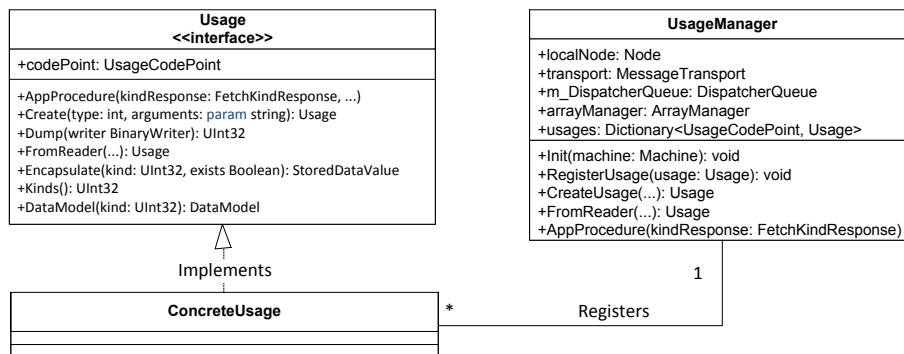 Usage
<<interface>>
+codePoint: UsageCodePoint
+AppProcedure(kindResponse: FetchKindResponse, ...)
+Create(type: int, arguments: param string): Usage
+Dump(writer BinaryWriter): UInt32
+FromReader(...): Usage
+Encapsulate(kind: UInt32, exists Boolean): StoredDataValue
+Kinds(): UInt32
+DataModel(kind: UInt32): DataModel
UsageManager
+localNode: Node
+transport: MessageTransport
+m_DispatcherQueue: DispatcherQueue
+arrayManager: ArrayManager
+usages: Dictionary<UsageCodePoint, Usage>
+Init(machine: Machine): void
+RegisterUsage(usage: Usage): void
+CreateUsage(...): Usage
+FromReader(...): Usage
+AppProcedure(kindResponse: FetchKindResponse)
Implements
1
ConcreteUsage
*
Registers